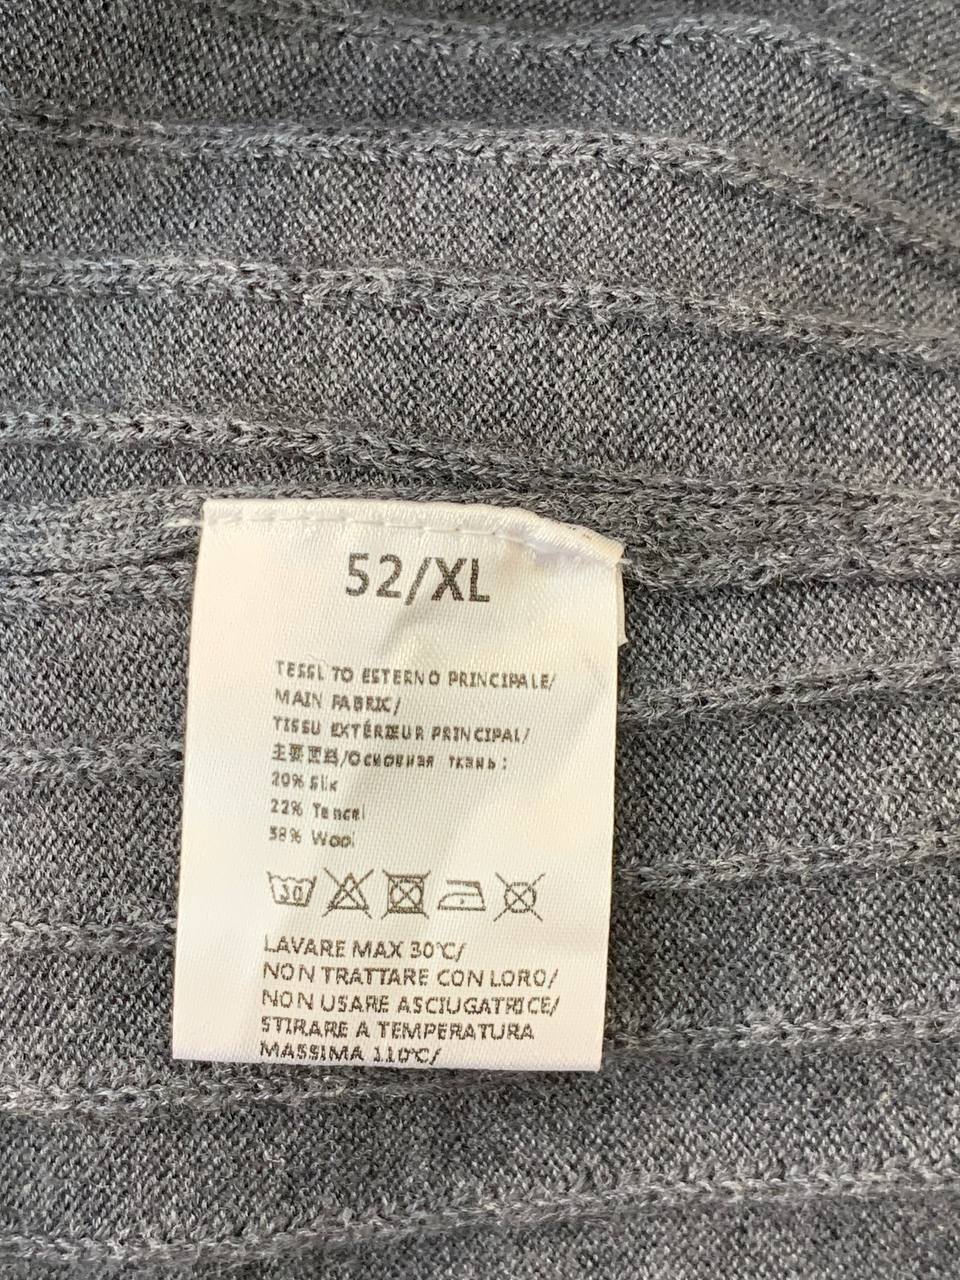 52/XL
TESSL TO ESTERNO PRINCIPALE/
MAIN FABRIC/
TISSU EXTÉRIEUR PRINCIPAL/
主要面料/Основная ткань:
20% Slik
22% Tencel
58% Wool
30
LAVARE MAX 30°C/
NON TRATTARE CON LORO/
NON USARE ASCIUGATRICE/
STIRARE A TEMPERATURA
MASSIMA 110°C/